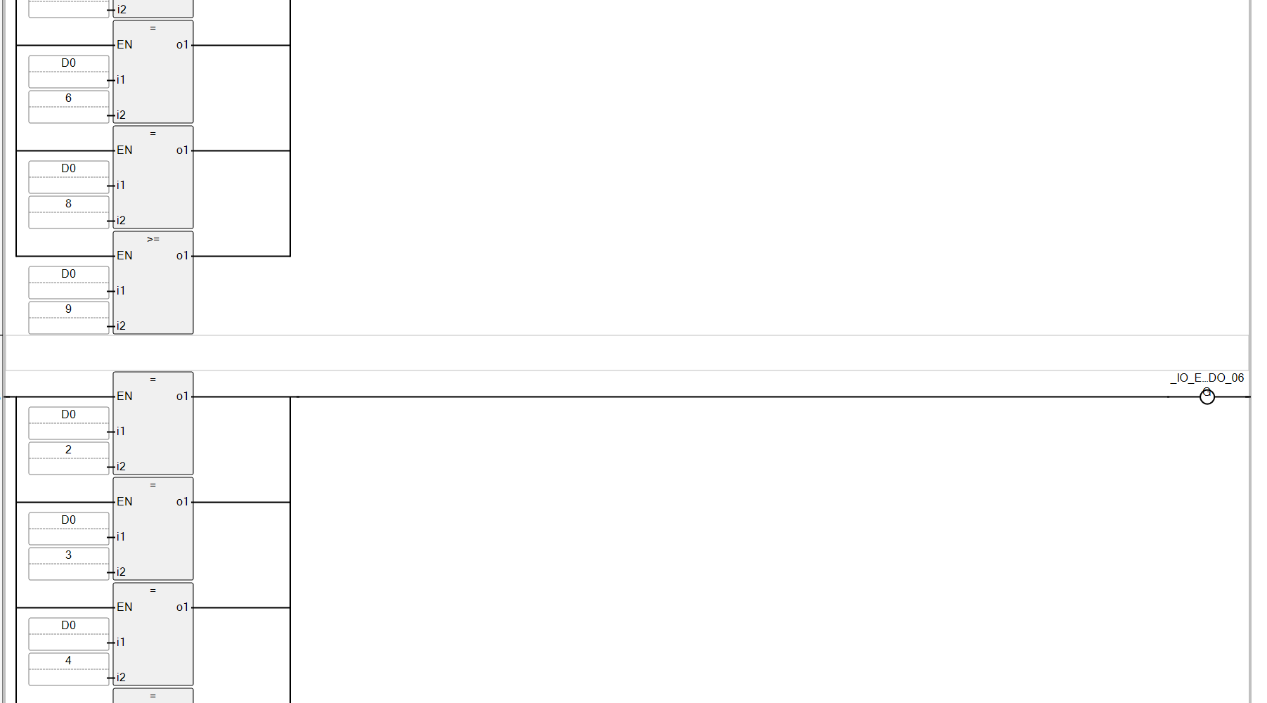 i2
=
EN o1
D0
i1
6
i2
=
EN o1
D0
i1
8
i2
>=
EN o1
D0
i1
9
i2
_IO_E...DO_06
=
EN o1
D0
i1
2
i2
=
EN o1
D0
i1
3
i2
=
EN o1
D0
i1
4
i2
=